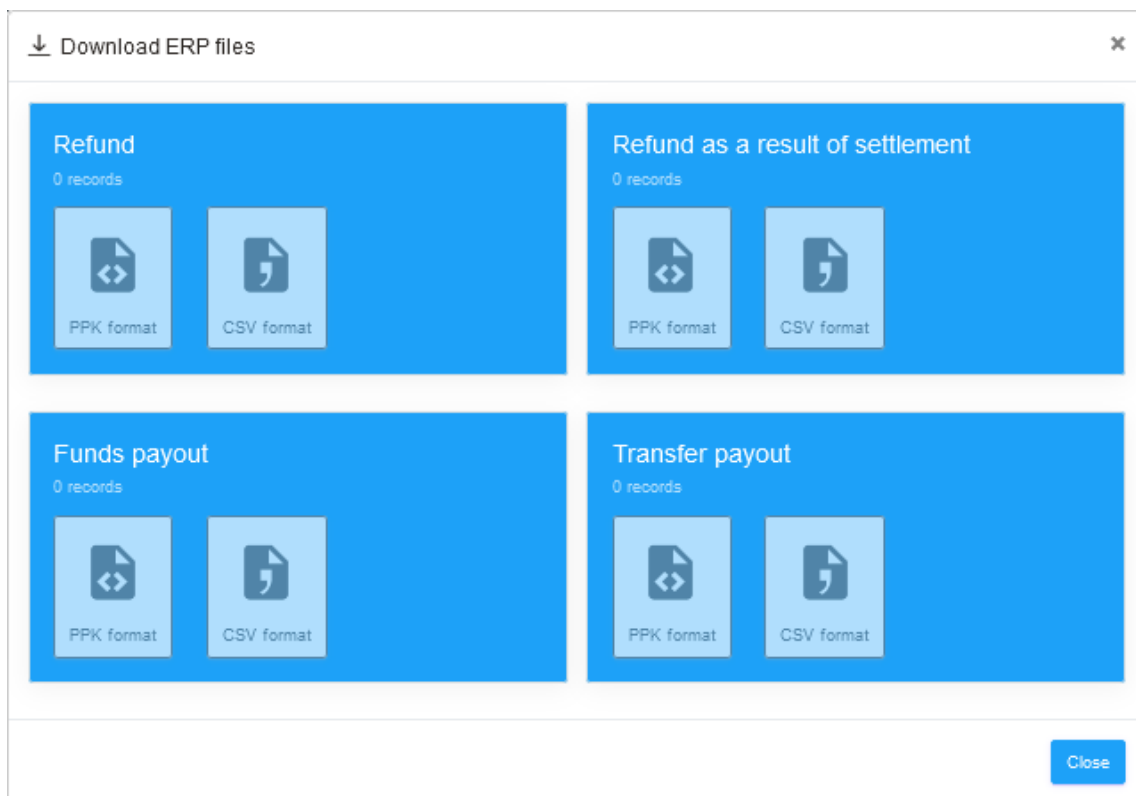 Download ERP files
Refund
0 records
PPK format
CSV format
Refund as a result of settlement
0 records
PPK format
CSV format
Funds payout
0 records
PPK format
CSV format
Transfer payout
0 records
PPK format
CSV format
Close